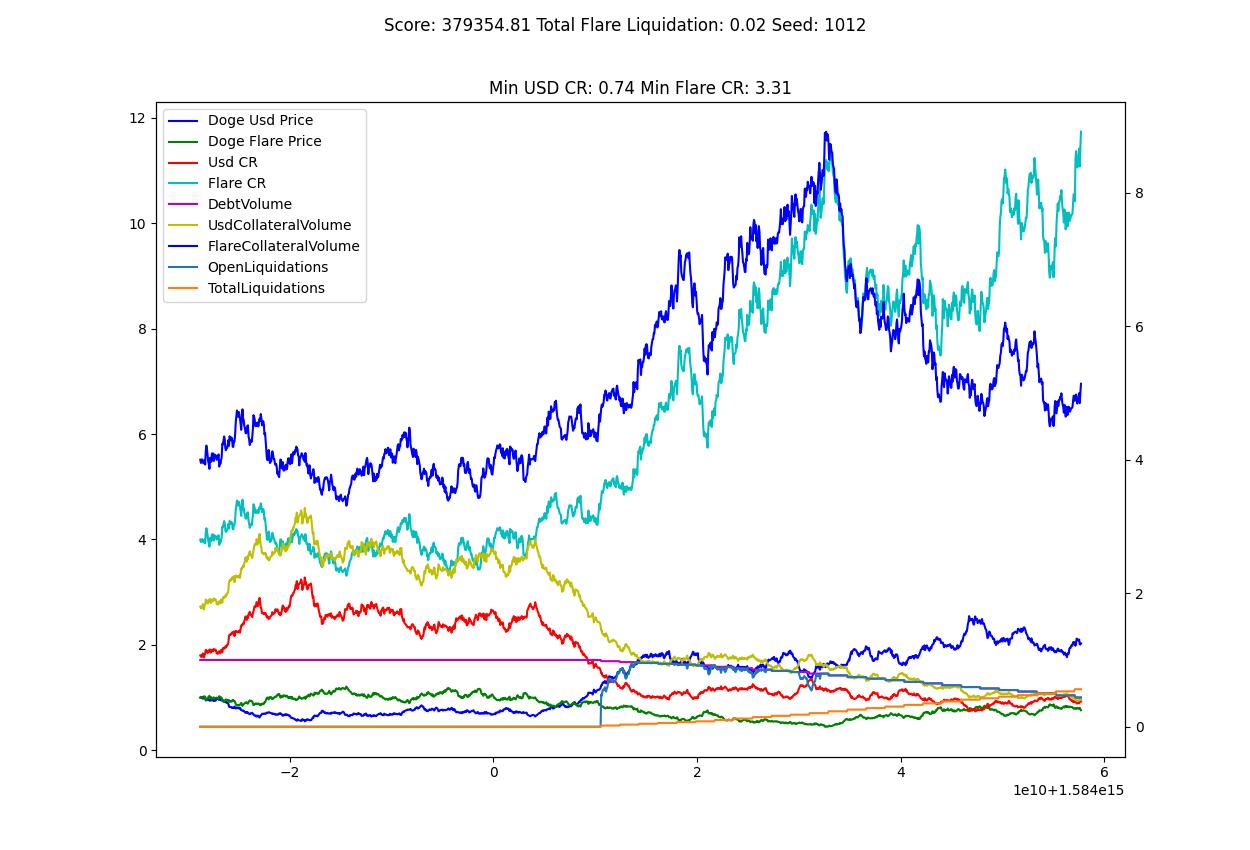 Score: 379354.81 Total Flare Liquidation: 0.02 Seed: 1012
Min USD CR: 0.74 Min Flare CR: 3.31
Doge Usd Price
Doge Flare Price
Usd CR
Flare CR
DebtVolume
UsdCollateralVolume
FlareCollateralVolume
OpenLiquidations
TotalLiquidations
12
10
8
6
4
2
0
8
6
4
2
0
−2
0
2
4
6
1e10+1.584e15